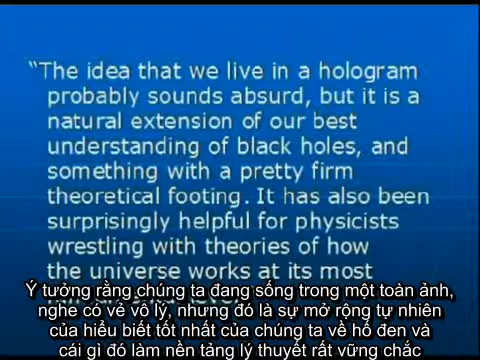 “The idea that we live in a hologram
probably sounds absurd, but it is a
natural extension of our best
understanding of black holes, and
something with a pretty firm
theoretical footing. It has also been
surprisingly helpful for physicists
wrestling with theories of how
the universe works at its most
Ý tưởng rằng chúng ta đang sống trong một toàn ảnh,
nghe có vẻ vô lý, nhưng đó là sự mở rộng tự nhiên
của hiểu biết tốt nhất của chúng ta về hố đen và
cái gì đó làm nền tảng lý thuyết rất vững chắc